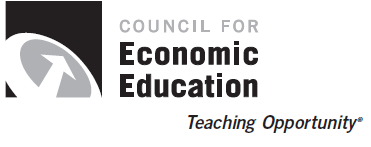 COUNCIL FOR
Economic
Education
Teaching Opportunity®